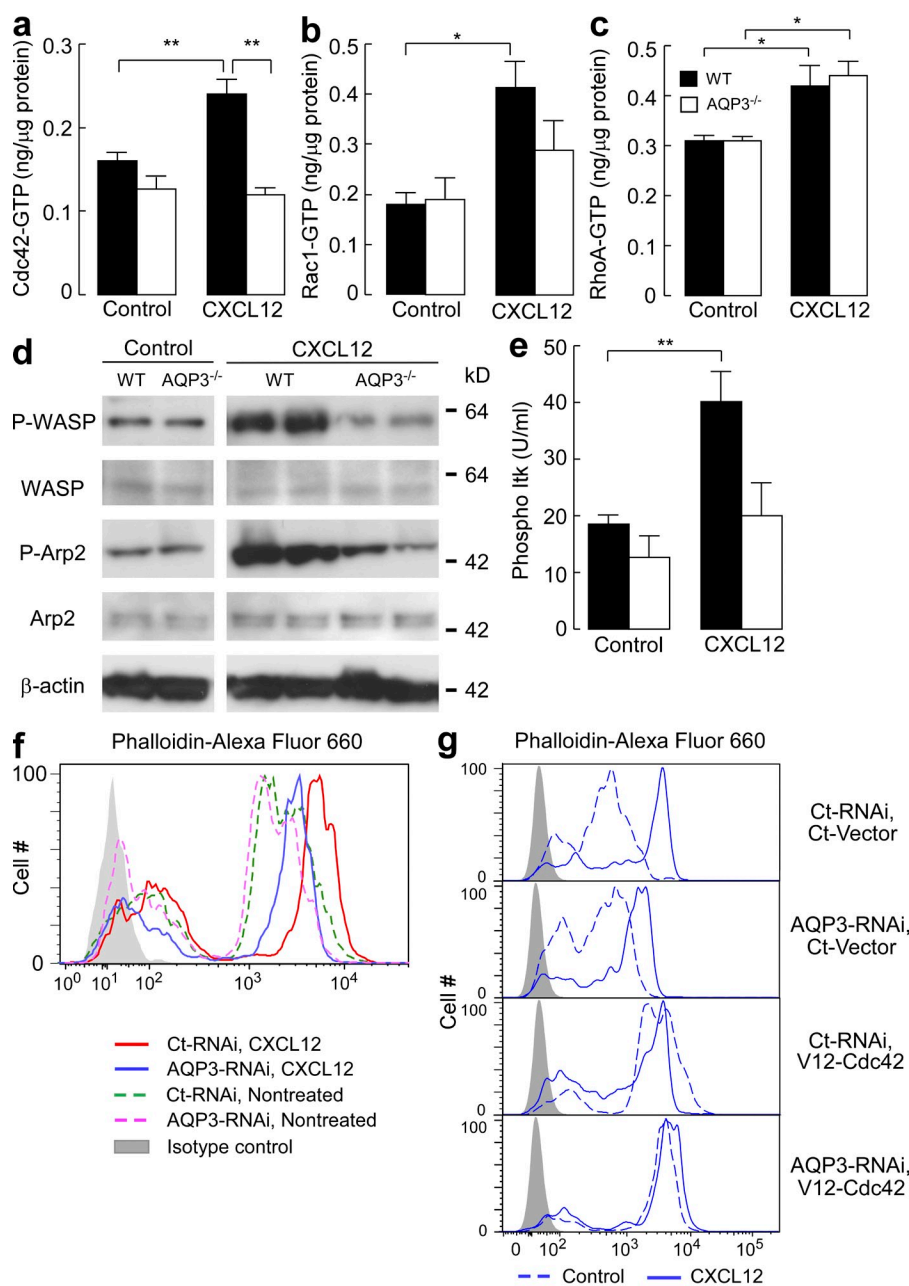 a
Cdc42-GTP (ng/µg protein)
0.3
0.2
0.1
0
**
**
Control
CXCL12
b
Rac1-GTP (ng/µg protein)
0.5
0.4
0.3
0.2
0.1
0
*
Control
CXCL12
c
RhoA-GTP (ng/µg protein)
0.5
0.4
0.3
0.2
0.1
0
*
*
WT
AQP3-/-
Control
CXCL12
d
Control
CXCL12
WT
AQP3-/-
WT
AQP3-/-
kD
P-WASP
64
WASP
64
P-Arp2
42
Arp2
42
β-actin
42
e
Phospho Itk (U/ml)
50
40
30
20
10
0
**
Control
CXCL12
f
Phalloidin-Alexa Fluor 660
Cell #
100
0
10^0 10^1 10^2 10^3 10^4
Ct-RNAi, CXCL12
AQP3-RNAi, CXCL12
Ct-RNAi, Nontreated
AQP3-RNAi, Nontreated
Isotype control
g
Phalloidin-Alexa Fluor 660
Cell #
100
0
Ct-RNAi,
Ct-Vector
100
0
AQP3-RNAi,
Ct-Vector
100
0
Ct-RNAi,
V12-Cdc42
100
0
AQP3-RNAi,
V12-Cdc42
0 10^2 10^3 10^4 10^5
Control
CXCL12